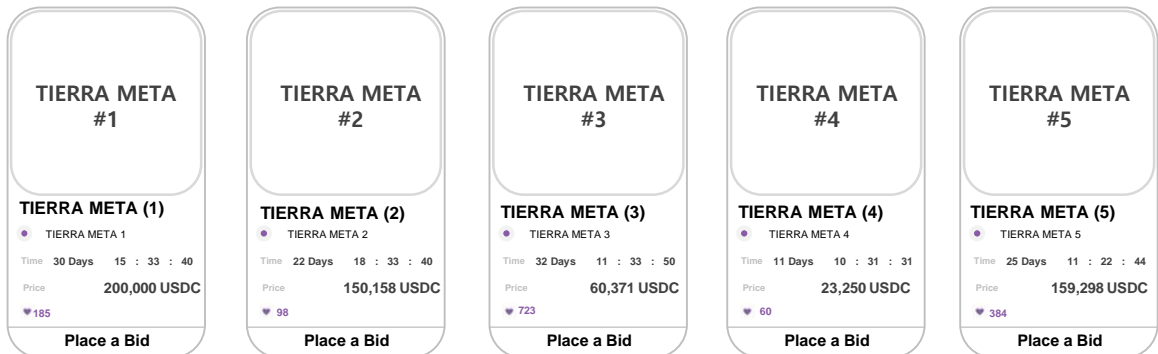 TIERRA META
#1
TIERRA META (1)
TIERRA META 1
Time 30 Days 15 : 33 : 40
Price 200,000 USDC
185
Place a Bid
TIERRA META
#2
TIERRA META (2)
TIERRA META 2
Time 22 Days 18 : 33 : 40
Price 150,158 USDC
98
Place a Bid
TIERRA META
#3
TIERRA META (3)
TIERRA META 3
Time 32 Days 11 : 33 : 50
Price 60,371 USDC
723
Place a Bid
TIERRA META
#4
TIERRA META (4)
TIERRA META 4
Time 11 Days 10 : 31 : 31
Price 23,250 USDC
60
Place a Bid
TIERRA META
#5
TIERRA META (5)
TIERRA META 5
Time 25 Days 11 : 22 : 44
Price 159,298 USDC
384
Place a Bid